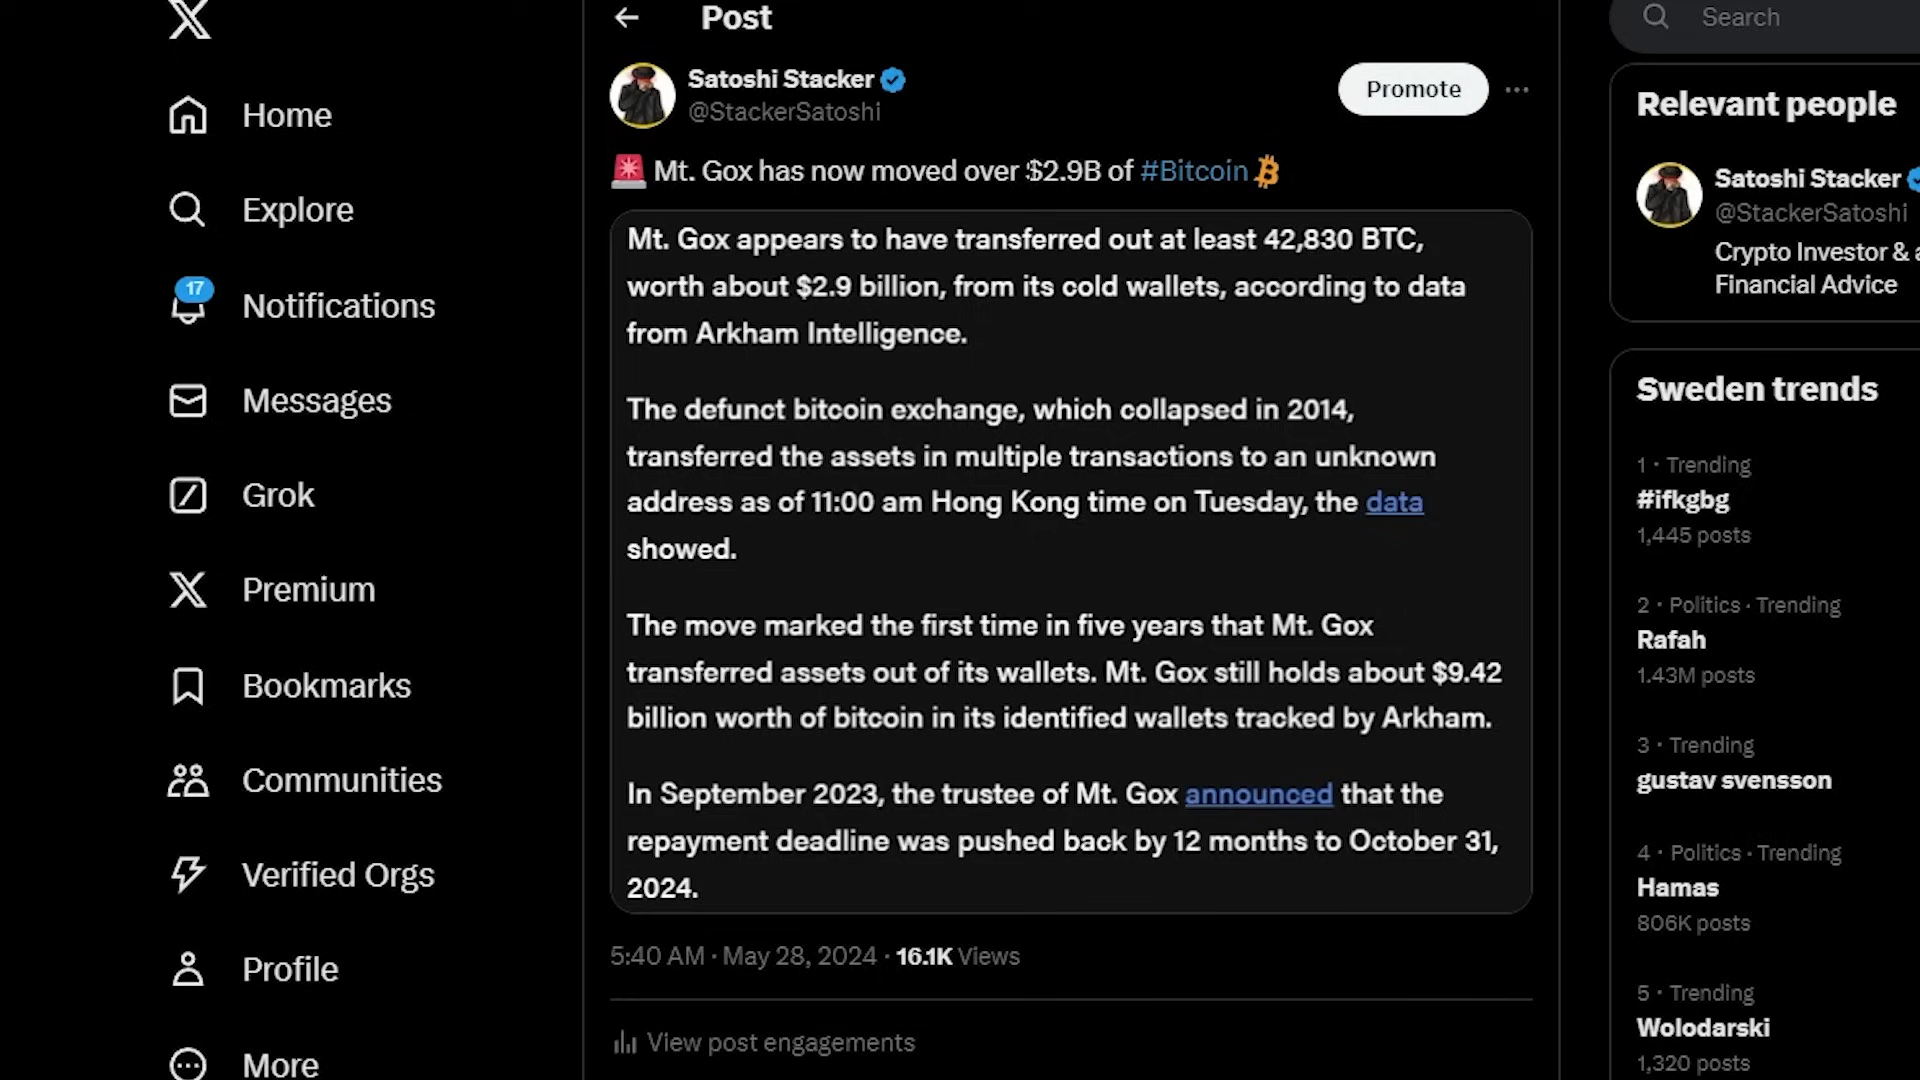 Home
Explore
17
Notifications
Messages
Grok
Premium
Bookmarks
Communities
Verified Orgs
Profile
More
Post
Satoshi Stacker
@StackerSatoshi
Promote
Mt. Gox has now moved over $2.9B of #Bitcoin
Mt. Gox appears to have transferred out at least 42,830 BTC,
worth about $2.9 billion, from its cold wallets, according to data
from Arkham Intelligence.
The defunct bitcoin exchange, which collapsed in 2014,
transferred the assets in multiple transactions to an unknown
address as of 11:00 am Hong Kong time on Tuesday, the data
showed.
The move marked the first time in five years that Mt. Gox
transferred assets out of its wallets. Mt. Gox still holds about $9.42
billion worth of bitcoin in its identified wallets tracked by Arkham.
In September 2023, the trustee of Mt. Gox announced that the
repayment deadline was pushed back by 12 months to October 31,
2024.
5:40 AM · May 28, 2024 · 16.1K Views
View post engagements
Search
Relevant people
Satoshi Stacker
@StackerSatoshi
Crypto Investor &
Financial Advice
Sweden trends
1 · Trending
#ifkgbg
1,445 posts
2 · Politics · Trending
Rafah
1.43M posts
3 · Trending
gustav svensson
4 · Politics · Trending
Hamas
806K posts
5 · Trending
Wolodarski
1,320 posts